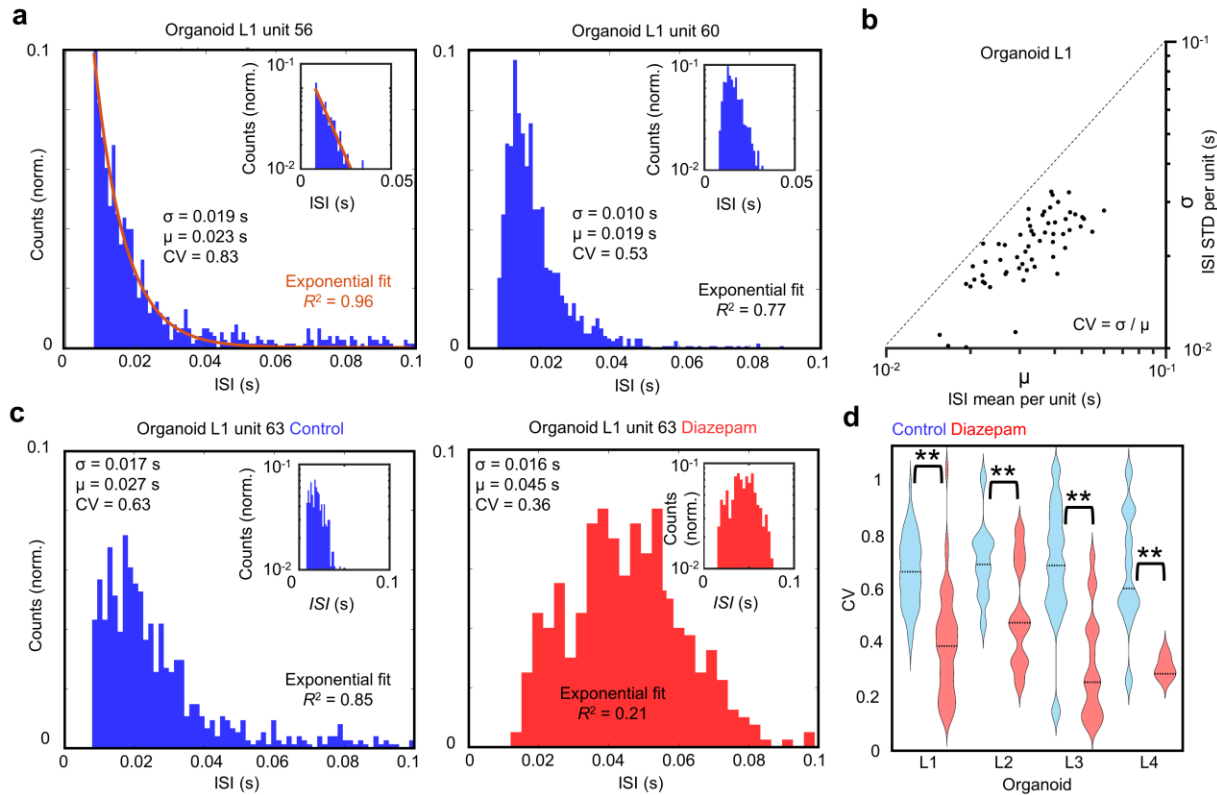 a
Organoid L1 unit 56
0.1
Counts (norm.)
0
0
0.02
0.04
0.06
0.08
0.1
ISI (s)
σ = 0.019 s
μ = 0.023 s
CV = 0.83
Exponential fit
R² = 0.96
10⁻¹
Counts (norm.)
10⁻²
0
0.05
ISI (s)
Organoid L1 unit 60
0.1
0
0
0.02
0.04
0.06
0.08
0.1
ISI (s)
σ = 0.010 s
μ = 0.019 s
CV = 0.53
Exponential fit
R² = 0.77
10⁻¹
Counts (norm.)
10⁻²
0
0.05
ISI (s)
b
Organoid L1
10⁻¹
σ
ISI STD per unit (s)
10⁻²
CV = σ / μ
10⁻²
μ
10⁻¹
ISI mean per unit (s)
c
Organoid L1 unit 63 Control
0.1
Counts (norm.)
0
0
0.02
0.04
0.06
0.08
0.1
ISI (s)
σ = 0.017 s
μ = 0.027 s
CV = 0.63
Exponential fit
R² = 0.85
10⁻¹
Counts (norm.)
10⁻²
0
0.1
ISI (s)
Organoid L1 unit 63 Diazepam
0.1
0
0
0.02
0.04
0.06
0.08
0.1
ISI (s)
σ = 0.016 s
μ = 0.045 s
CV = 0.36
Exponential fit
R² = 0.21
10⁻¹
Counts
(norm.)
10⁻²
0
0.1
ISI (s)
d
Control Diazepam
1
0.8
0.6
0.4
0.2
0
CV
**
**
**
**
L1
L2
L3
L4
Organoid